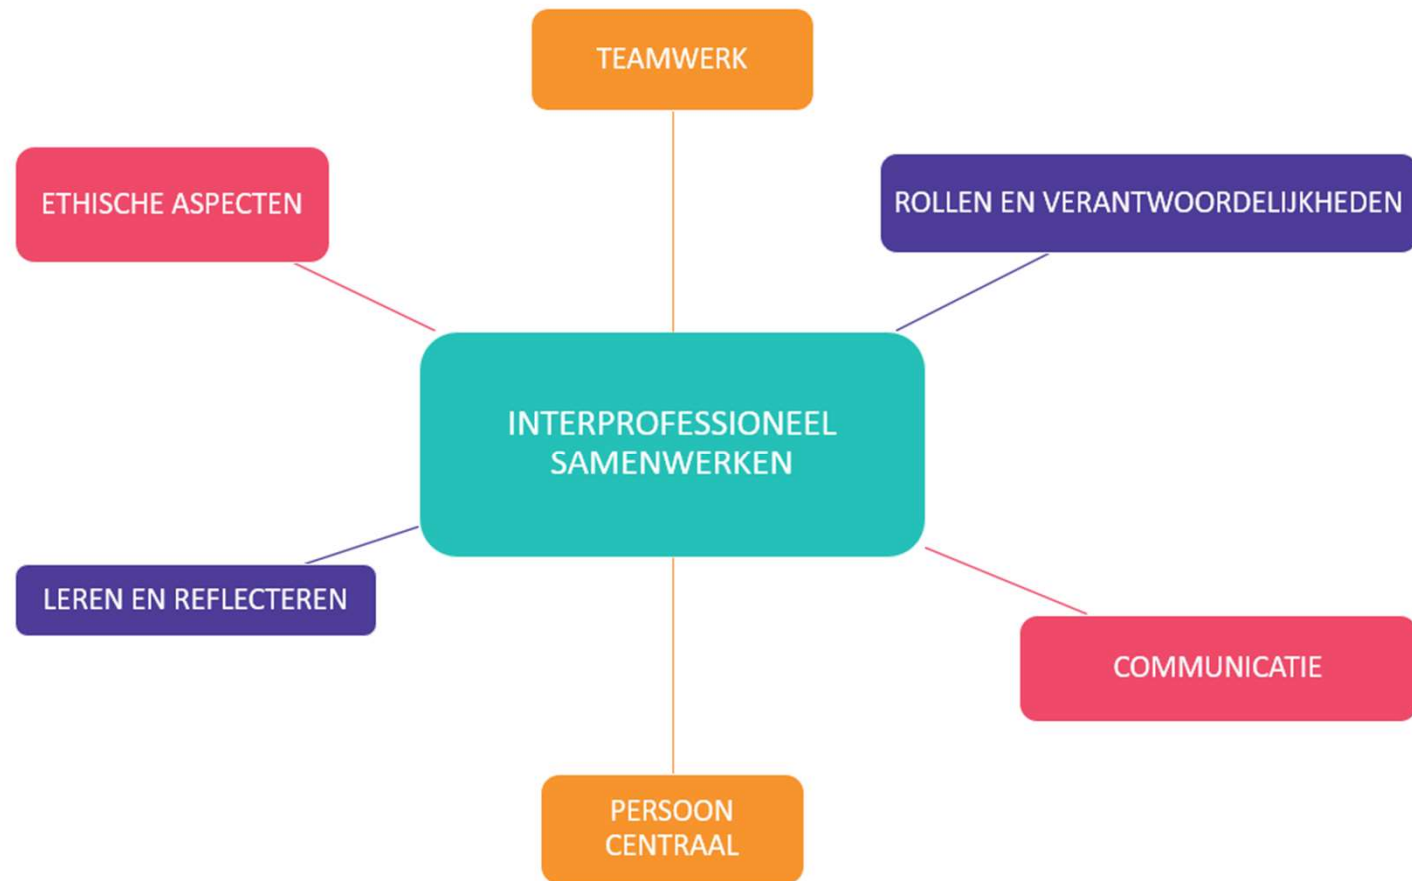 TEAMWERK
ETHISCHE ASPECTEN
ROLLEN EN VERANTWOORDELIJKHEDEN
INTERPROFESSIONEEL
SAMENWERKEN
LEREN EN REFLECTEREN
COMMUNICATIE
PERSOON
CENTRAAL